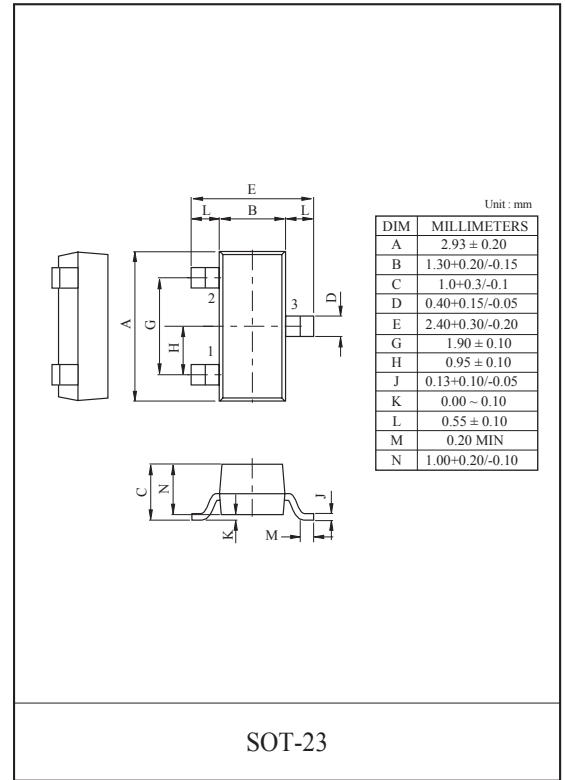 E
L B L
A
G
H
2
1
3
D
C
N
K
M
J
Unit : mm
DIM MILLIMETERS
A 2.93 ± 0.20
B 1.30+0.20/-0.15
C 1.0+0.3/-0.1
D 0.40+0.15/-0.05
E 2.40+0.30/-0.20
G 1.90 ± 0.10
H 0.95 ± 0.10
J 0.13+0.10/-0.05
K 0.00 ~ 0.10
L 0.55 ± 0.10
M 0.20 MIN
N 1.00+0.20/-0.10
SOT-23